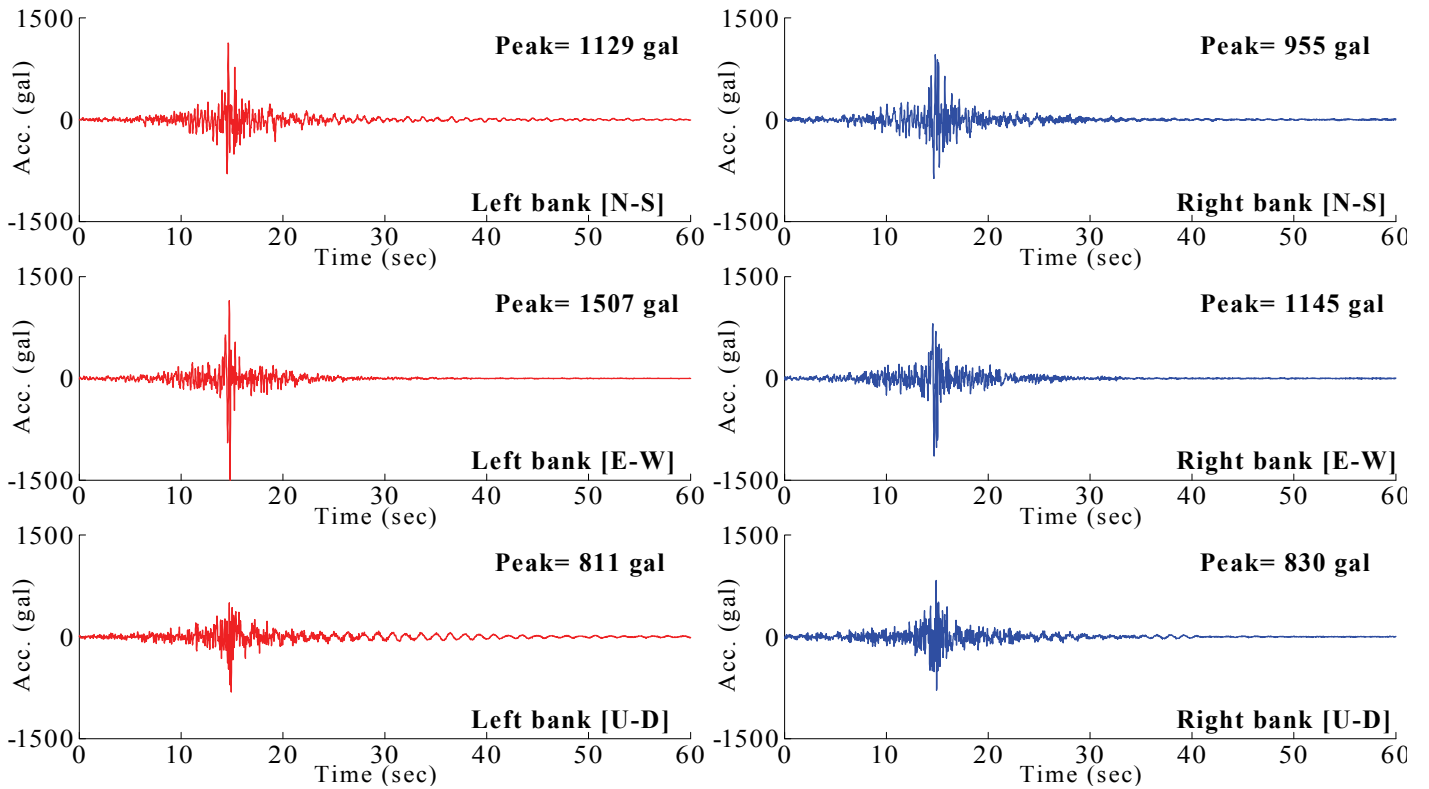 1500
Peak= 1129 gal
Acc. (gal)
0
Left bank [N-S]
-1500
0 10 20 30 40 50 60
Time (sec)
1500
Peak= 955 gal
Acc. (gal)
0
Right bank [N-S]
-1500
0 10 20 30 40 50 60
Time (sec)
1500
Peak= 1507 gal
Acc. (gal)
0
Left bank [E-W]
-1500
0 10 20 30 40 50 60
Time (sec)
1500
Peak= 1145 gal
Acc. (gal)
0
Right bank [E-W]
-1500
0 10 20 30 40 50 60
Time (sec)
1500
Peak= 811 gal
Acc. (gal)
0
Left bank [U-D]
-1500
0 10 20 30 40 50 60
Time (sec)
1500
Peak= 830 gal
Acc. (gal)
0
Right bank [U-D]
-1500
0 10 20 30 40 50 60
Time (sec)